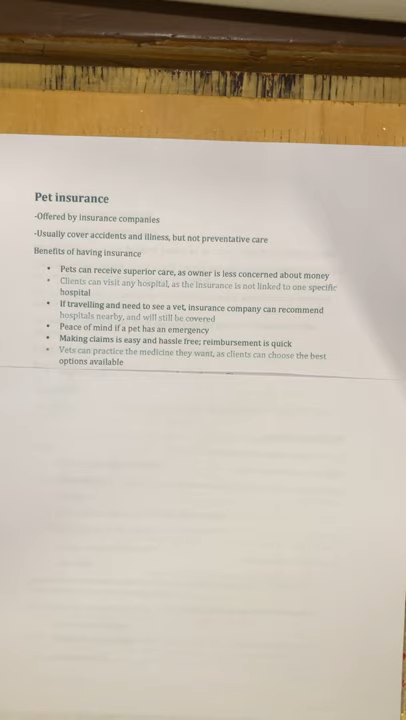 Pet insurance
-Offered by insurance companies
-Usually cover accidents and illness, but not preventative care
Benefits of having insurance
• Pets can receive superior care, as owner is less concerned about money
• Clients can visit any hospital, as the insurance is not linked to one specific
hospital
• If travelling and need to see a vet, insurance company can recommend
hospitals nearby, and will still be covered
• Peace of mind if a pet has an emergency
• Making claims is easy and hassle free; reimbursement is quick
• Vets can practice the medicine they want, as clients can choose the best
options available